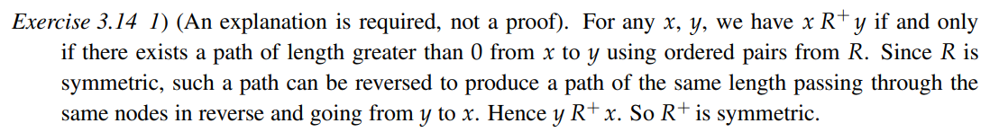 Exercise 3.14 1) (An explanation is required, not a proof). For any x, y, we have x R⁺ y if and only
if there exists a path of length greater than 0 from x to y using ordered pairs from R. Since R is
symmetric, such a path can be reversed to produce a path of the same length passing through the
same nodes in reverse and going from y to x. Hence y R⁺ x. So R⁺ is symmetric.